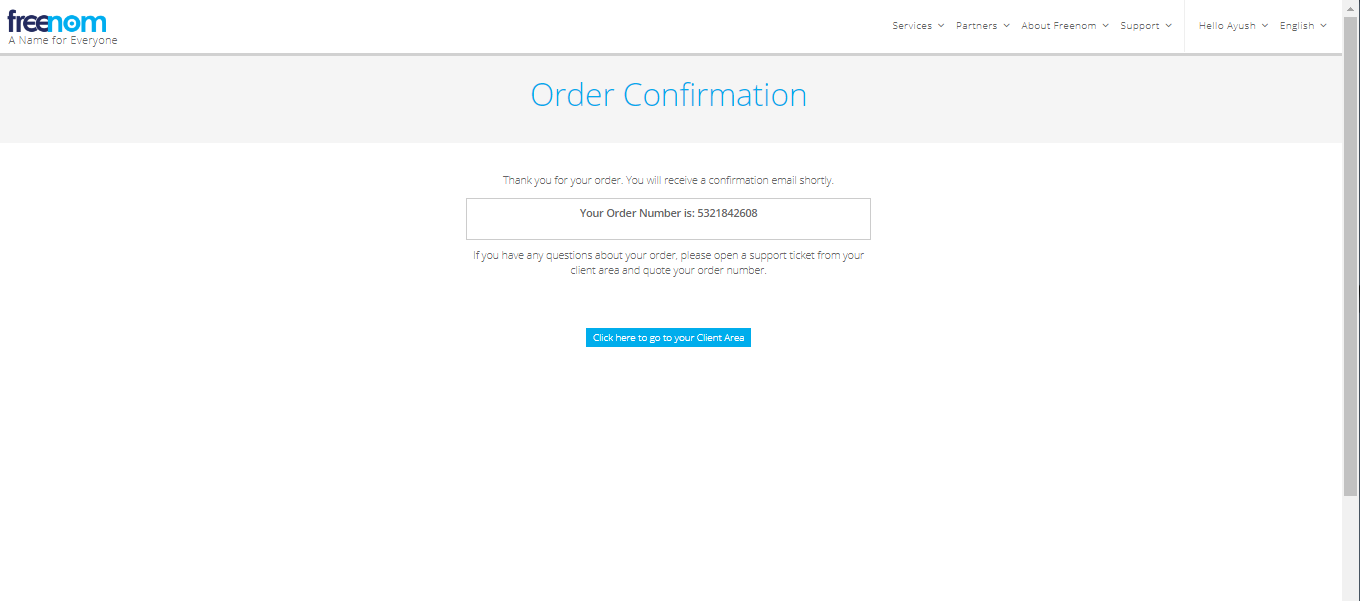 freenom
A Name for Everyone
Services Partners About Freenom Support Hello Ayush English
Order Confirmation
Thank you for your order. You will receive a confirmation email shortly.
Your Order Number is: 5321842608
If you have any questions about your order, please open a support ticket from your
client area and quote your order number.
Click here to go to your Client Area